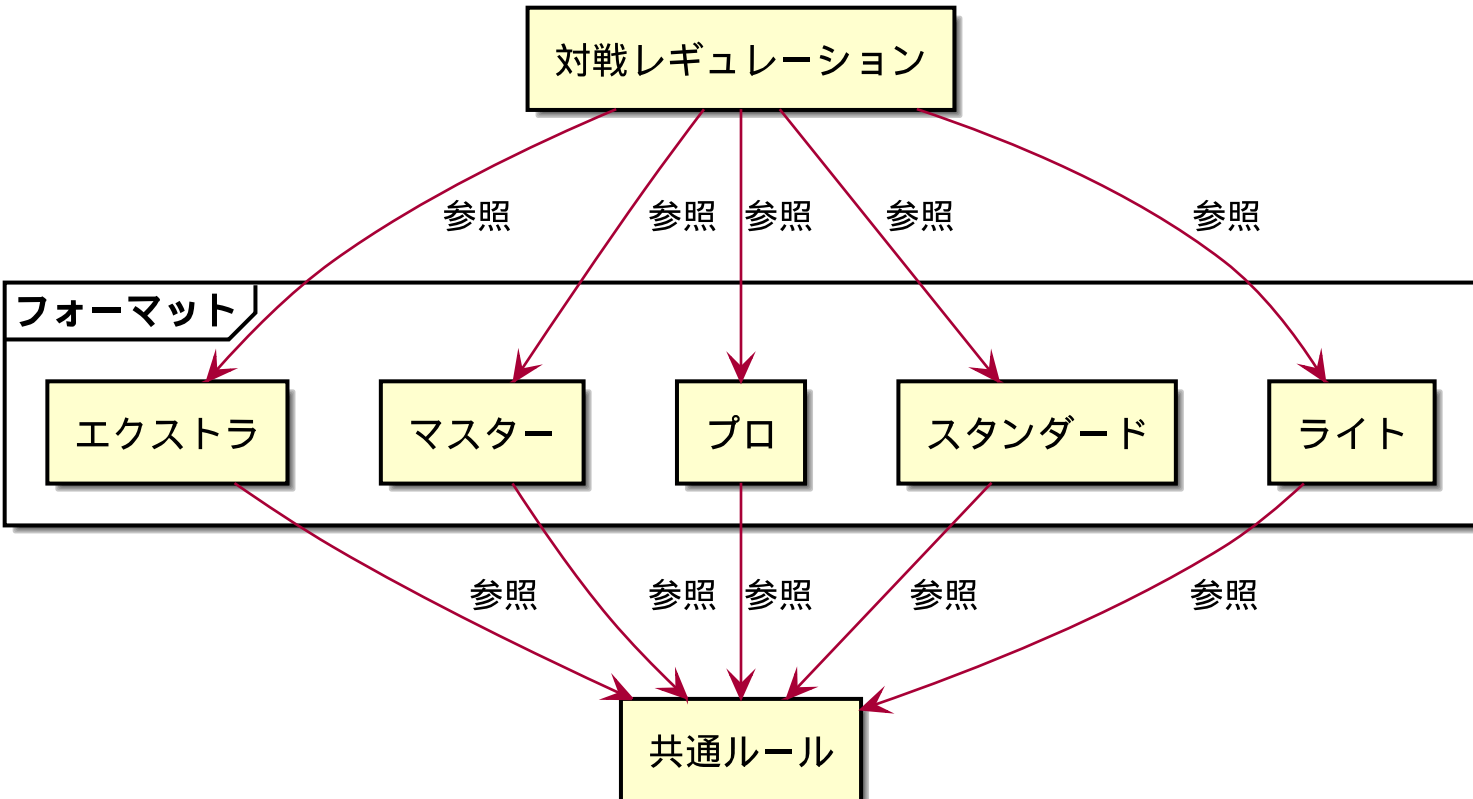 対戦レギュレーション
参照 参照 参照 参照 参照
フォーマット
エクストラ マスター プロ スタンダード ライト
参照 参照 参照 参照 参照
共通ルール